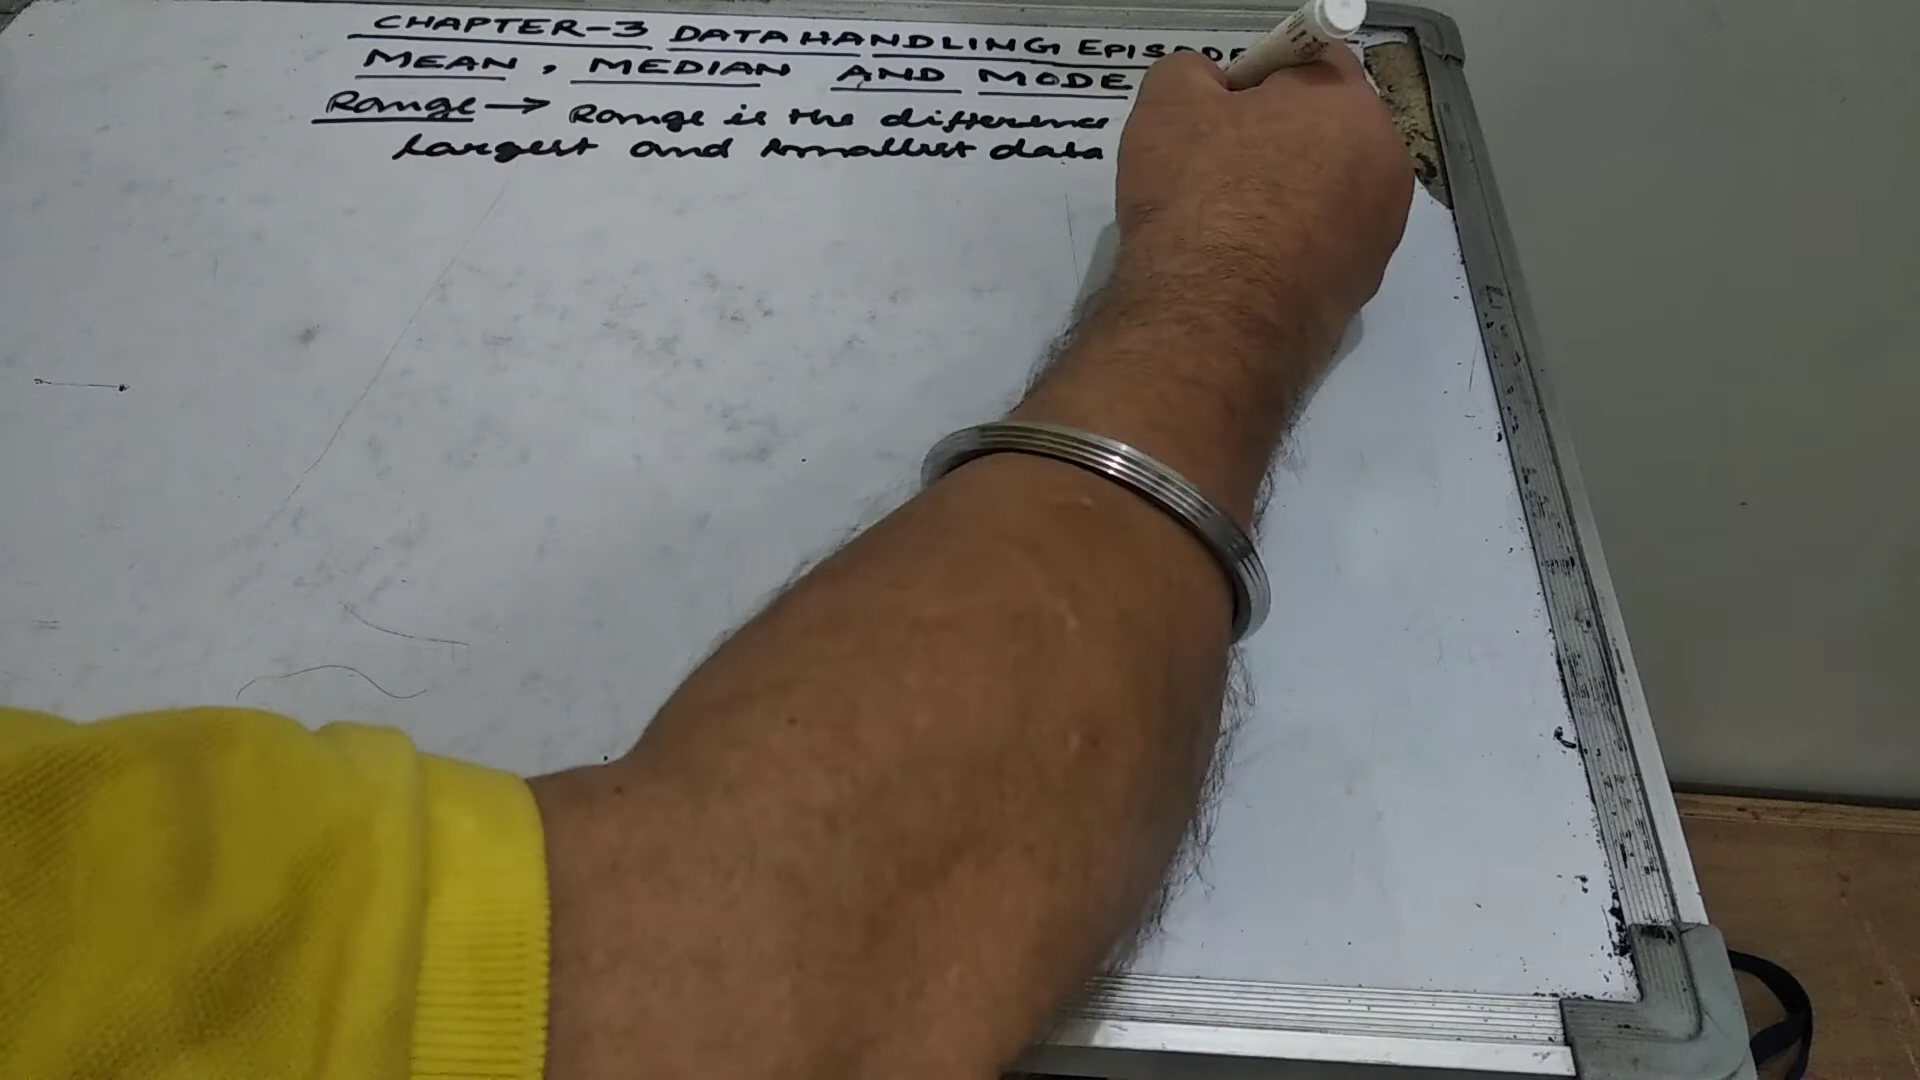 CHAPTER-3 DATA HANDLING EPISODE
MEAN, MEDIAN AND MODE
Range → Range is the difference
largest and smallest data